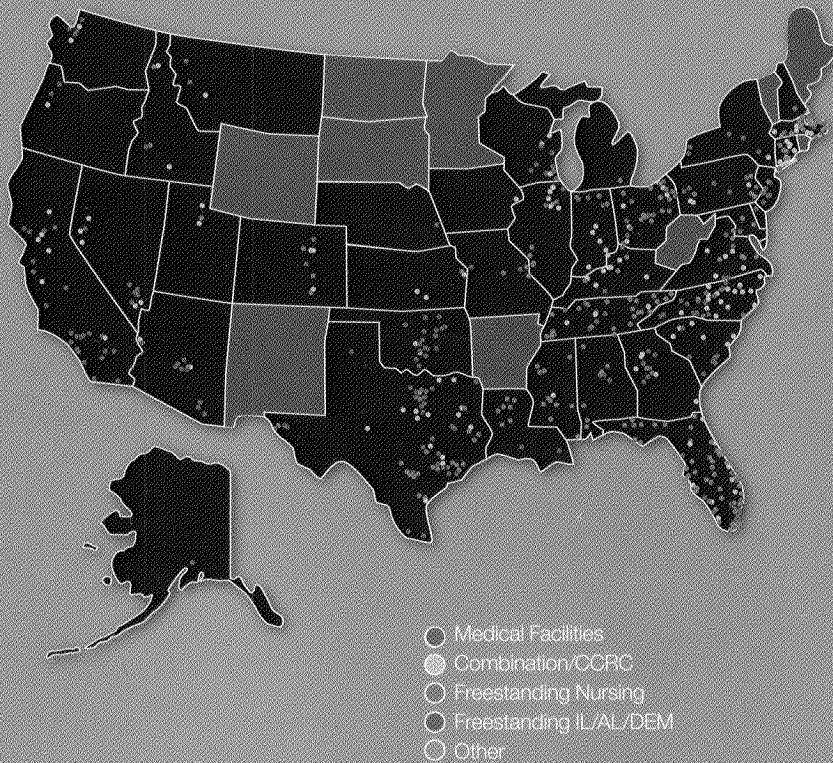 Medical Facilities
Combination/CCRC
Freestanding Nursing
Freestanding IL/AL/DEM
Other